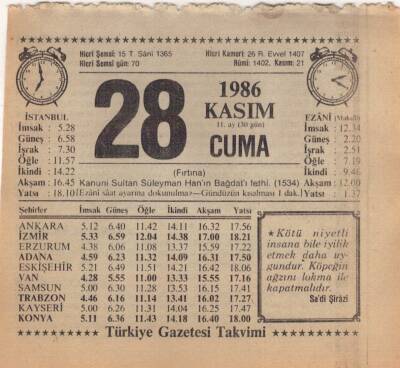 Hicri Şemsi: 15 T. Sâni 1365
Hicri Semsî gün: 70
Hicri Kamerî: 26 R. Evvel 1407
Rûmî: 1402, Kasım: 21
28
1986
KASIM
11. ay (30 gün)
CUMA
İSTANBUL
İmsak : 5.28
Güneş : 6.58
İşrak : 7.30
Öğle : 11.57
İkindi : 14.22
Akşam : 16.45
Yatsı : 18.10
EZÂNİ (Mahallî)
İmsak : 12.34
Güneş : 2.20
İşrak : 2.51
Öğle : 7.19
İkindi : 9.46
Akşam : 12.00
Yatsı : 1.37
(Fırtına)
Kanuni Sultan Süleyman Han'ın Bağdat'ı fethi. (1534)
(Ezânî sâat ayarına dokunulmaz>—Gündüzün kısalması 1 dak.)
Şehirler İmsak Güneş Öğle İkindi Akşam Yatsı
ANKARA 5.12 6.40 11.42 14.11 16.32 17.56
İZMİR 5.33 6.59 12.04 14.38 17.00 18.21
ERZURUM 4.38 6.06 11.08 13.37 15.59 17.22
ADANA 4.59 6.23 11.32 14.09 16.31 17.50
ESKİŞEHİR 5.21 6.49 11.51 14.21 16.42 18.06
VAN 4.28 5.55 11.00 13.33 15.55 17.16
SAMSUN 5.00 6.30 11.28 13.53 16.15 17.41
TRABZON 4.46 6.16 11.14 13.41 16.02 17.27
KAYSERİ 5.00 6.26 11.31 14.04 16.25 17.47
KONYA 5.11 6.36 11.43 14.18 16.40 18.00
Kötü niyetli
insana bile iyilik
etmek daha uy-
gundur. Köpeğin
ağzını lokma ile
kapatmalıdır.
Sa'di Şirâzi
Türkiye Gazetesi Takvimi